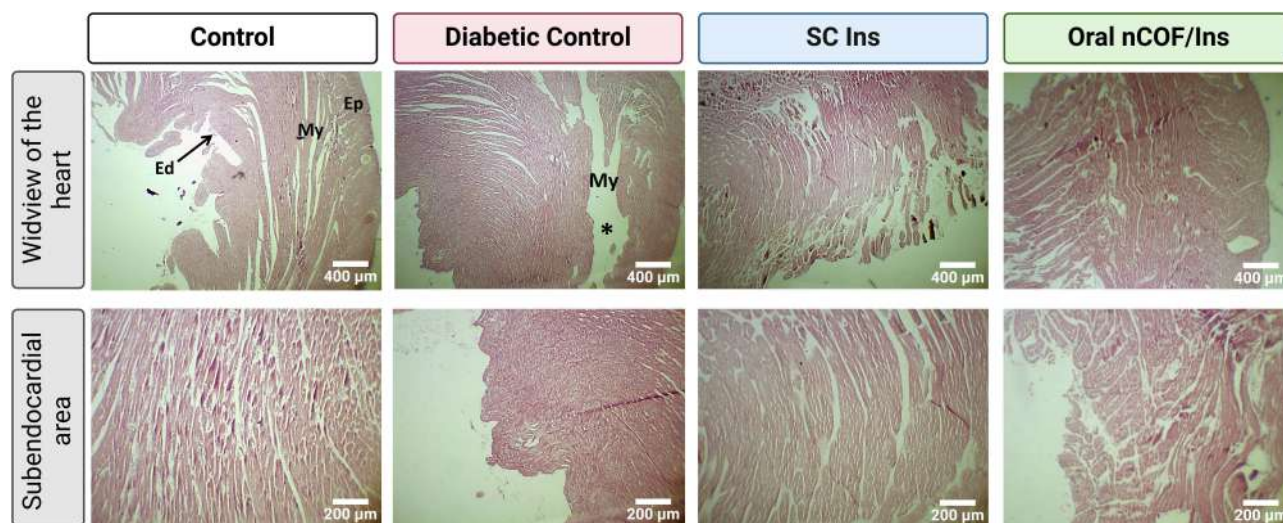 Control
Diabetic Control
SC Ins
Oral nCOF/Ins
Widview of the
heart
Ed
My
Ep
400 µm
My
*
400 µm
400 µm
400 µm
Subendocardial
area
200 µm
200 µm
200 µm
200 µm